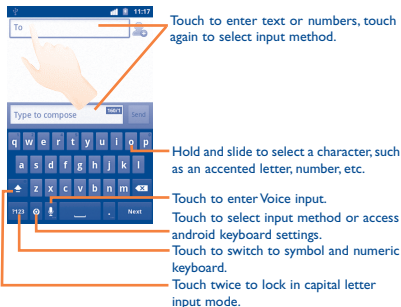 11:17
To
Touch to enter text or numbers, touch
again to select input method.
Type to compose
160/1
Send
q w e r t y u i o p
a s d f g h j k l
z x c v b n m
?123
.
Next
Hold and slide to select a character, such
as an accented letter, number, etc.
Touch to enter Voice input.
Touch to select input method or access
android keyboard settings.
Touch to switch to symbol and numeric
keyboard.
Touch twice to lock in capital letter
input mode.